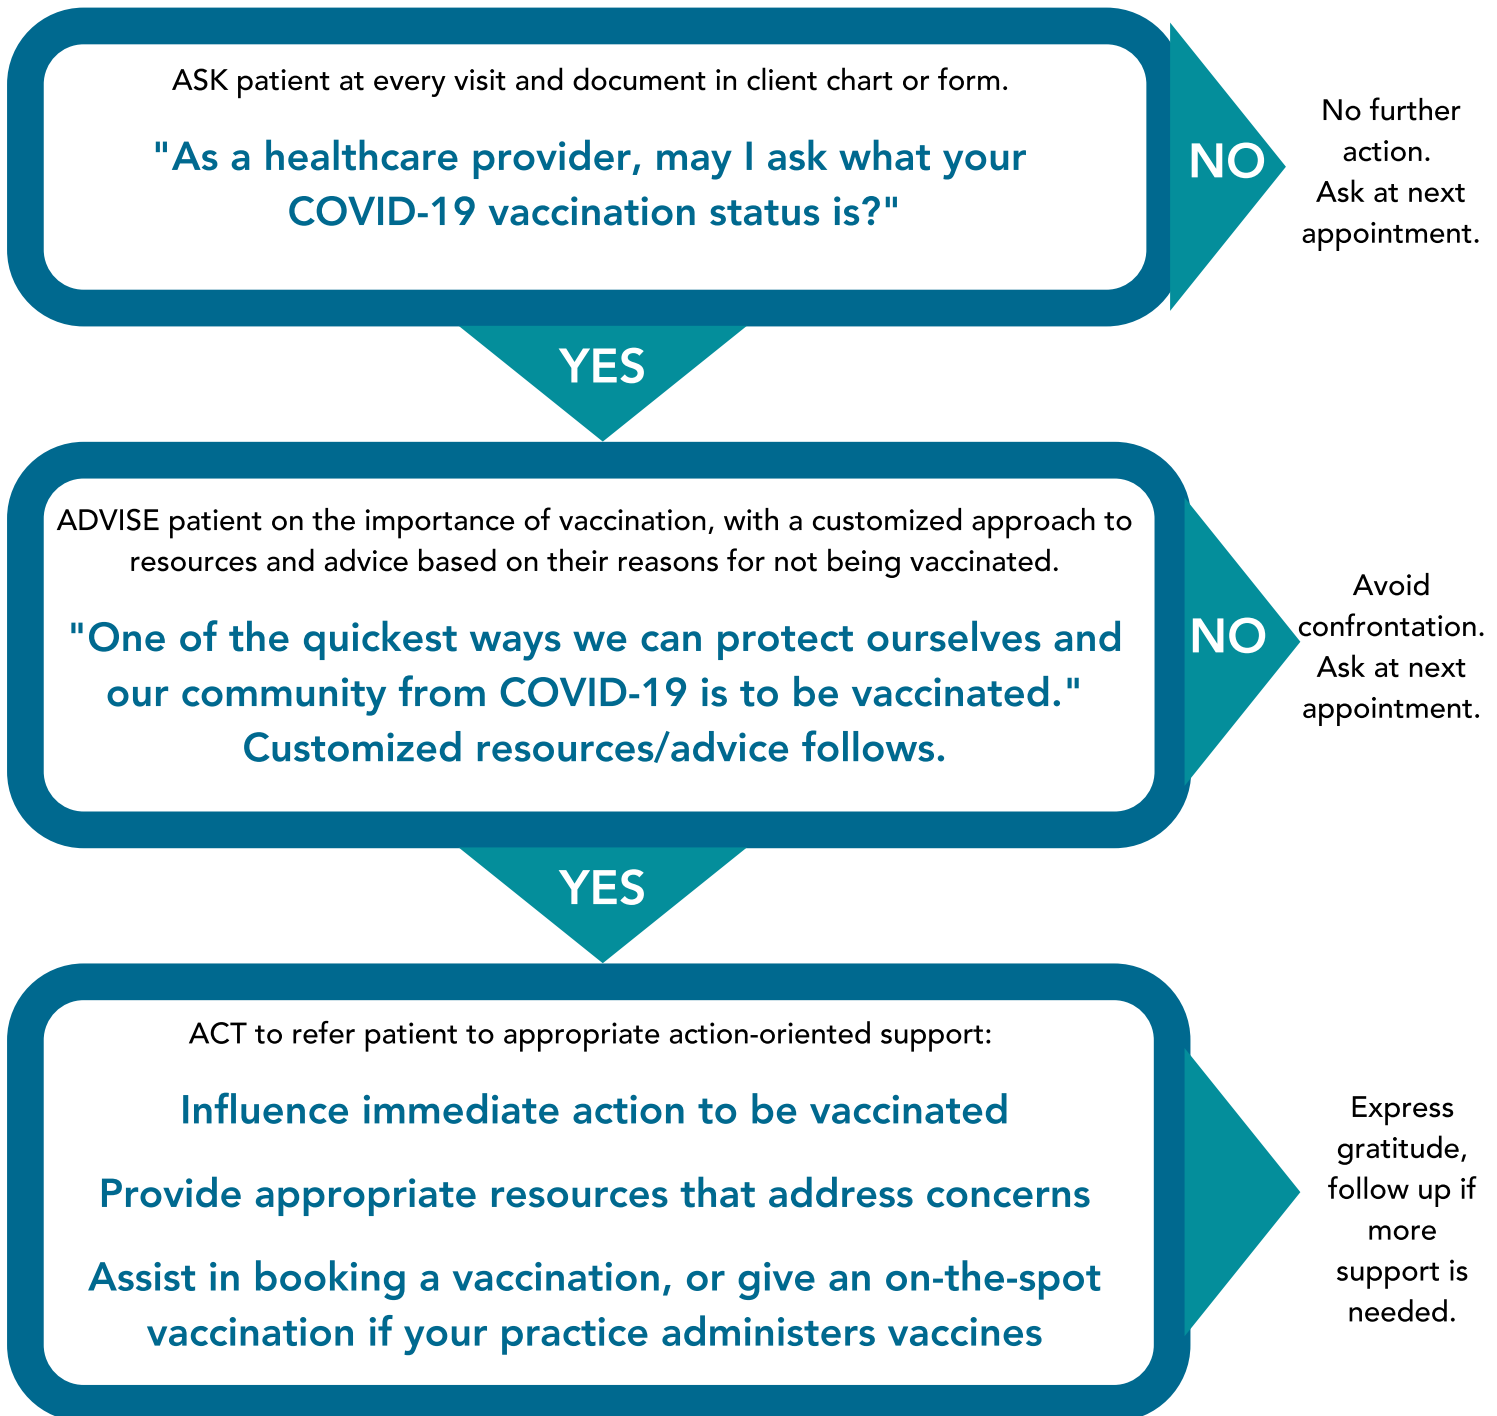 ASK patient at every visit and document in client chart or form.
"As a healthcare provider, may I ask what your
COVID-19 vaccination status is?"
NO
No further
action.
Ask at next
appointment.
YES
ADVISE patient on the importance of vaccination, with a customized approach to
resources and advice based on their reasons for not being vaccinated.
"One of the quickest ways we can protect ourselves and
our community from COVID-19 is to be vaccinated."
Customized resources/advice follows.
NO
Avoid
confrontation.
Ask at next
appointment.
YES
ACT to refer patient to appropriate action-oriented support:
Influence immediate action to be vaccinated
Provide appropriate resources that address concerns
Assist in booking a vaccination, or give an on-the-spot
vaccination if your practice administers vaccines
Express
gratitude,
follow up if
more
support is
needed.